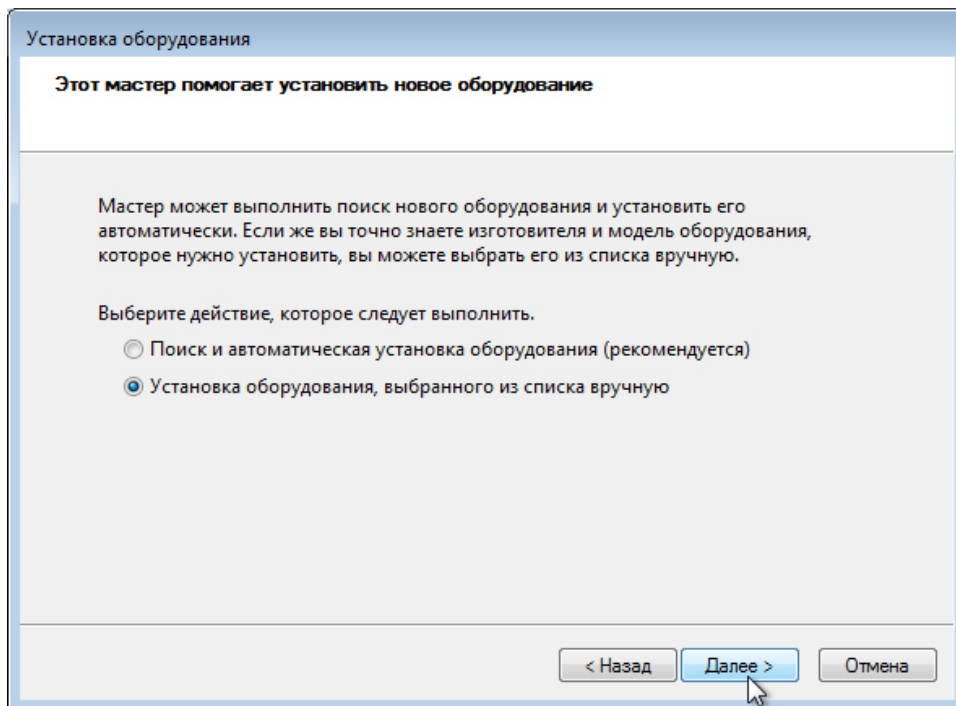 Установка оборудования
Этот мастер помогает установить новое оборудование
Мастер может выполнить поиск нового оборудования и установить его
автоматически. Если же вы точно знаете изготовителя и модель оборудования,
которое нужно установить, вы можете выбрать его из списка вручную.
Выберите действие, которое следует выполнить.
Поиск и автоматическая установка оборудования (рекомендуется)
Установка оборудования, выбранного из списка вручную
< Назад Далее > Отмена